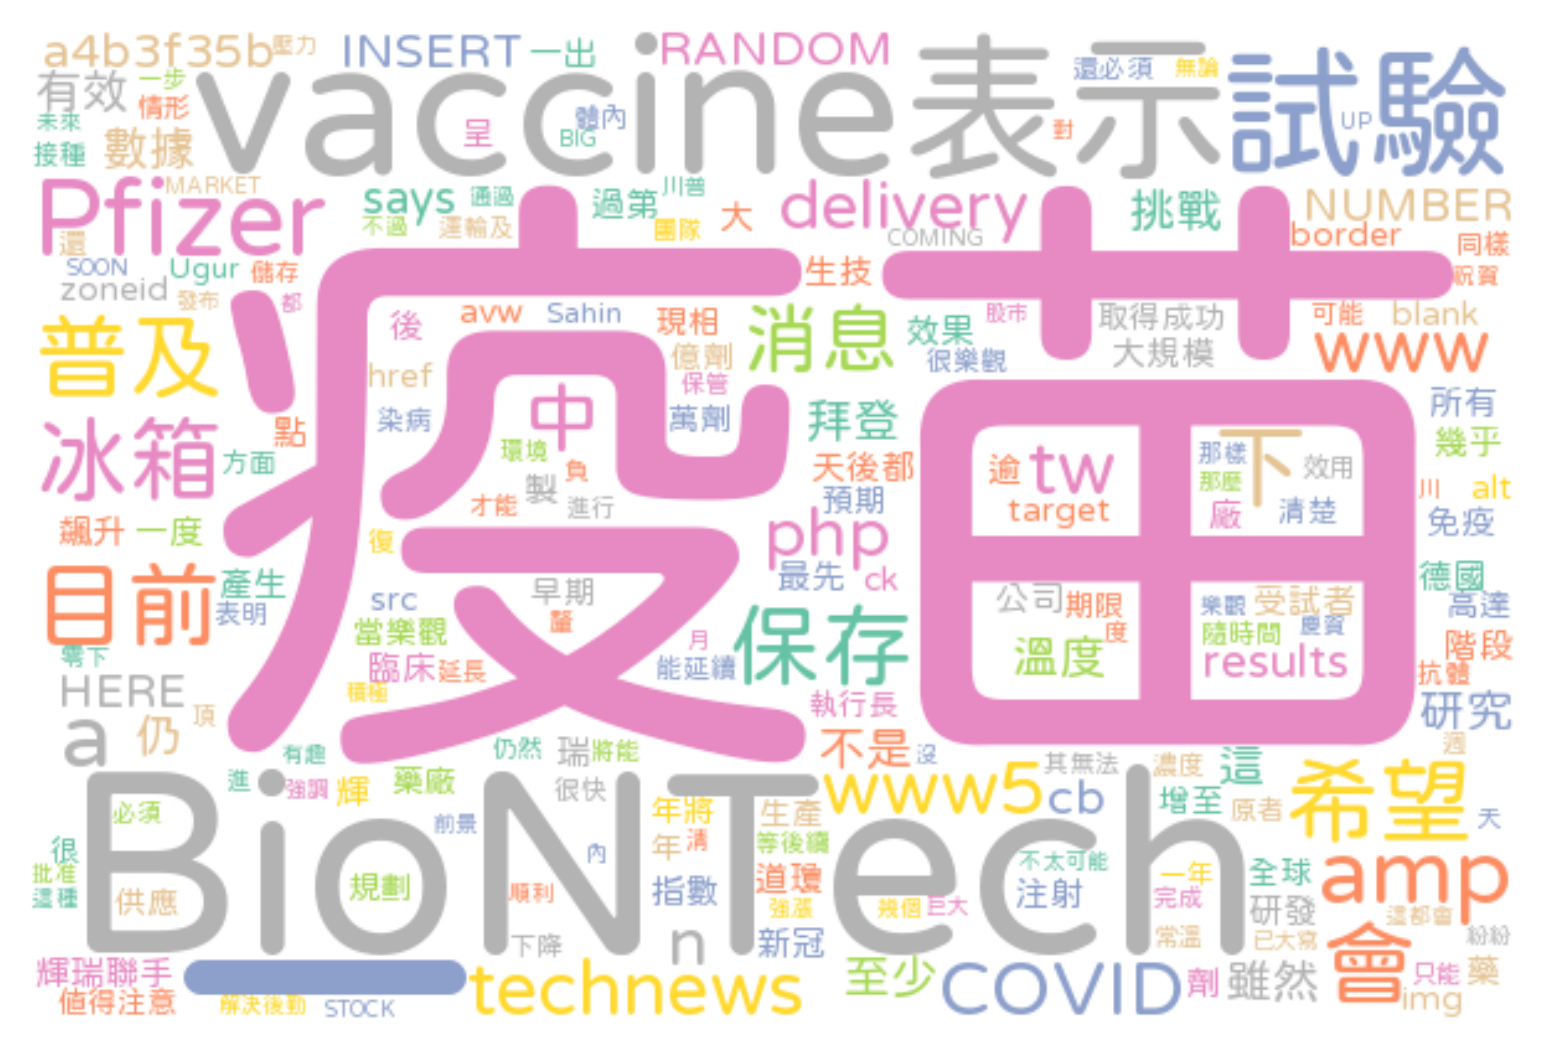 a4b3f35b 壓力 INSERT 一出 RANDOM 還必須 無論
有效 一步 vaccine 表示 試驗
情形 體內 UP
未來 呈 BIG 對
接種 數據
Pfizer MARKET says 通過 過第 川普 delivery 挑戰 NUMBER
還 不過 運輸及 團隊 大 COMING border 同樣
SOON Ugur 儲存 生技 祝賀
zoneid 發布 都
疫苗
普及 後 avw Sahin 現相 消息 效果 股市 取得成功 可能 blank
億劑 很樂觀 大規模 www
href 保管
冰箱 染病 中 萬劑 拜登 所有
點 方面 環境 負 天後都 逾 tw 那樣 下 效用 幾乎
製 那麼 川 alt
飆升 一度 才能 進行 預期 target 廠 清楚 免疫
復 php
目前 產生 src 早期 最先 ck 公司 期限 樂觀 受試者 德國
表明 當樂觀 保存 度 隨時間 慶賀 高達
零下 臨床 延長 月 能延續 溫度 results 階段
HERE 積極 執行長 抗體
a 仍 頂 研究
有趣 仍然 瑞 將能 不是 沒 其無法 濃度 這 週
進 強調 輝 藥廠 很快 www5 cb 增至 原者 希望 天
BioNTech
必須 前景 年將 生產
很 年 清 等後續 不太可能
批准 內 道瓊 注射 一年 全球 amp
這種 供應 規劃 順利 指數 強漲 幾個 巨大 完成 研發 這都會
下降 n 新冠 常溫 已大寫 會 紛紛
輝瑞聯手 technews 至少 COVID 劑 雖然 只能 藥
值得注意 解決後勤 STOCK img